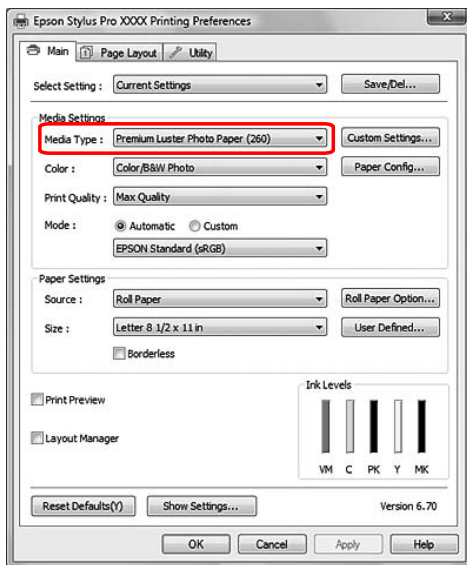 Epson Stylus Pro XXXX Printing Preferences
Main Page Layout Utility
Select Setting : Current Settings Save/Del...
Media Settings
Media Type : Premium Luster Photo Paper (260) Custom Settings...
Color : Color/B&W Photo Paper Config...
Print Quality : Max Quality
Mode : Automatic Custom
EPSON Standard (sRGB)
Paper Settings
Source : Roll Paper Roll Paper Option...
Size : Letter 8 1/2 x 11 in User Defined...
Borderless
Print Preview
Layout Manager
Ink Levels
VM C PK Y MK
Reset Defaults(Y) Show Settings... Version 6.70
OK Cancel Apply Help